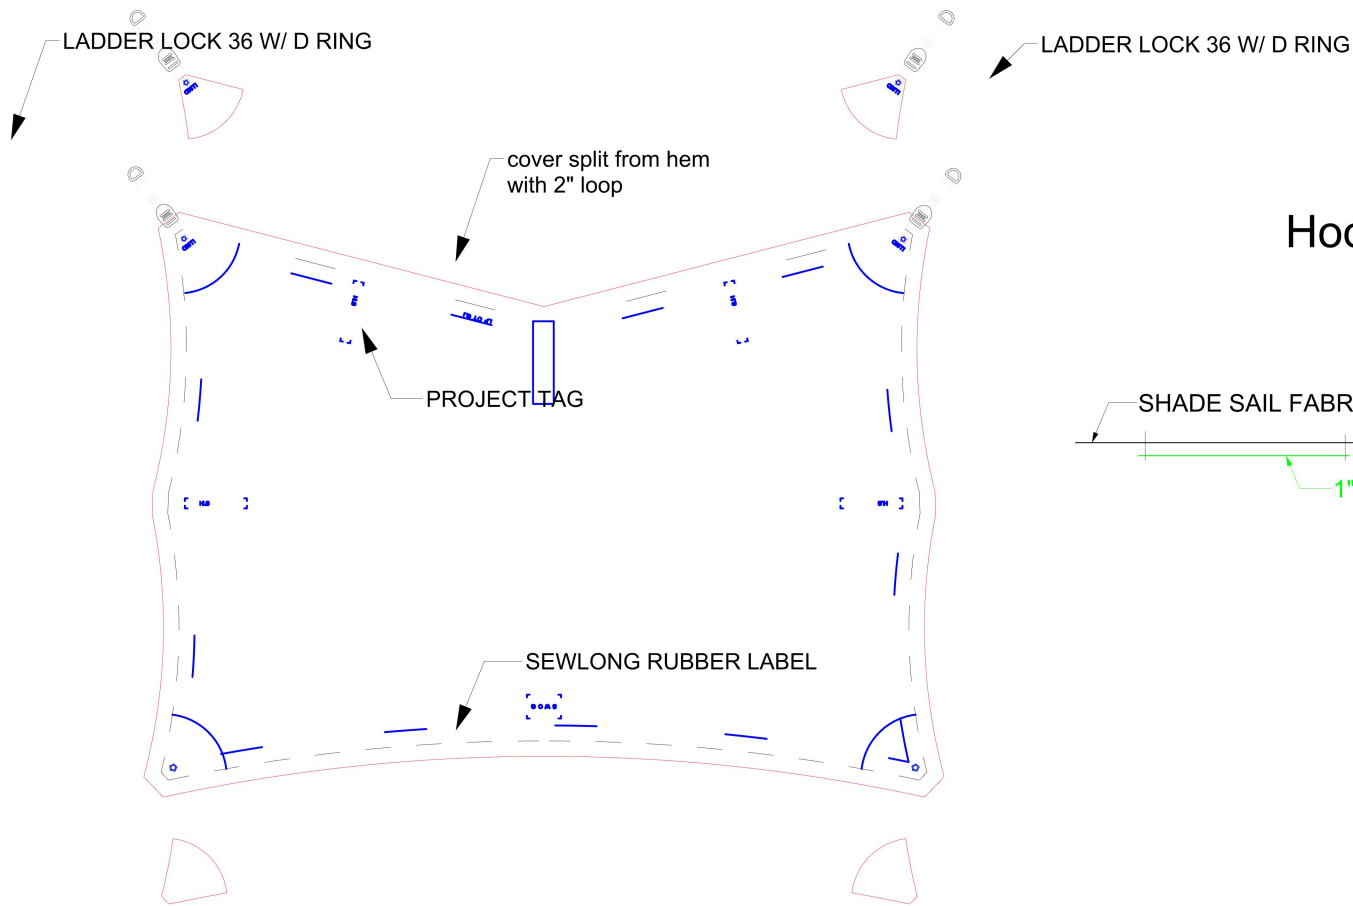 LADDER LOCK 36 W/ D RING
LADDER LOCK 36 W/ D RING
cover split from hem
with 2" loop
Hoo
PROJECT TAG
SHADE SAIL FABR
1"
SEWLONG RUBBER LABEL